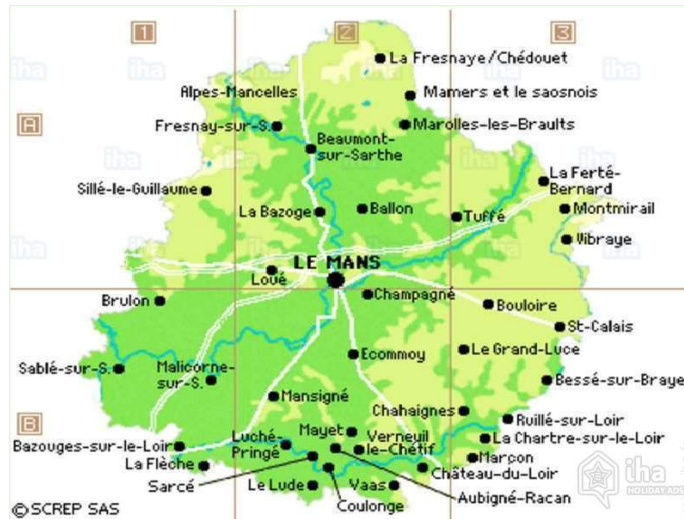 1
2
3
La Fresnaye/Chédouet
iha
Alpes-Mancelles
Mamers et le saosnois
A
Fresnay-sur-S.
Marolles-les-Braults
Beaumont-
sur-Sarthe
iha
La Ferté-
Bernard
Sillé-le-Guillaume
La Bazoge
Ballon
Tuffé
Montmirail
Vibraye
LE MANS
Loué
Champagné
Brulon
Bouloire
St-Calais
Ecommoy
Le Grand-Luce
Sablé-sur-S.
Malicorne-
sur-S.
Bessé-sur-Braye
Mansigné
Chahaignes
Ruillé-sur-Loir
B
Mayet
Verneuil
-le-Chétif
La Chartre-sur-le-Loir
Bazouges-sur-le-Loir
Luché-
Pringé
Marçon
La Flèche
Château-du-Loir
Sarcé
Le Lude
Coulonge
Vaas
Aubigné-Racan
iha
©SCREP SAS